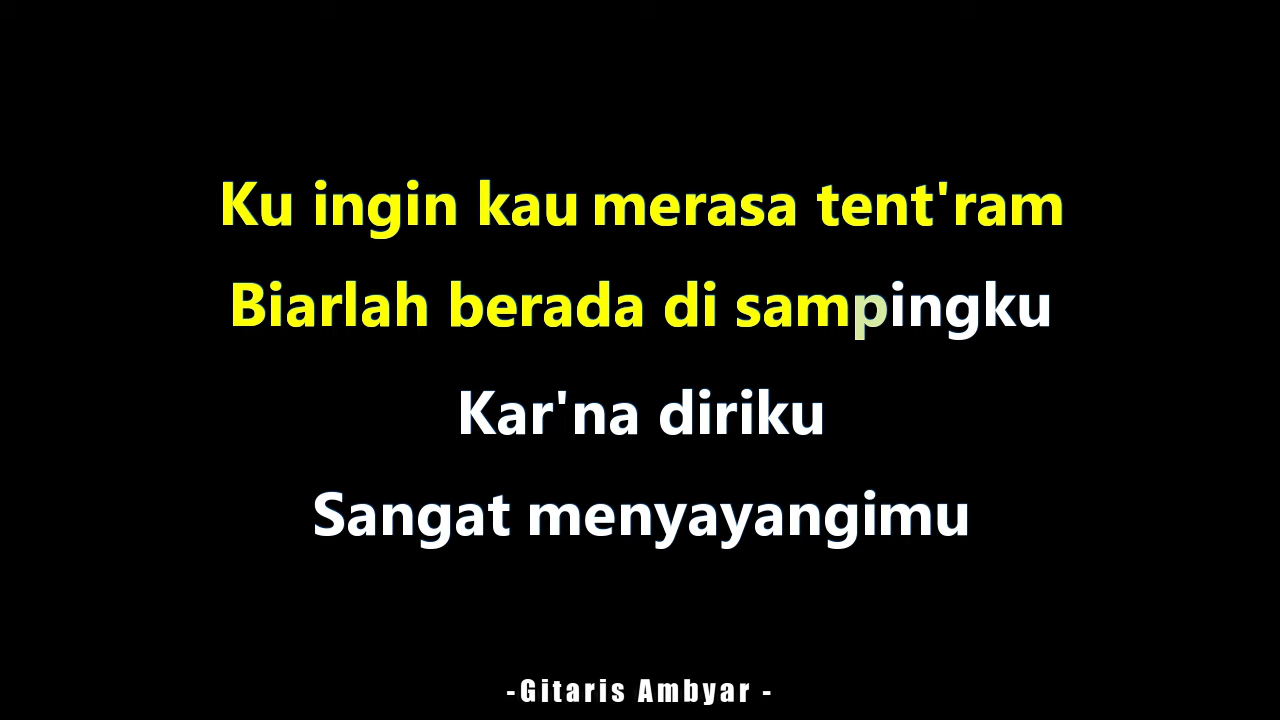 Ku ingin kau merasa tent'ram
Biarlah berada di sampingku
Kar'na diriku
Sangat menyayangimu
-Gitaris Ambyar -